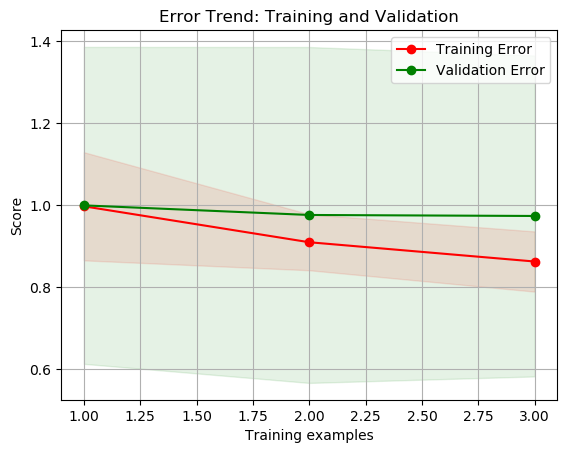 Error Trend: Training and Validation
Training Error
Validation Error
Score
1.4
1.2
1.0
0.8
0.6
1.00 1.25 1.50 1.75 2.00 2.25 2.50 2.75 3.00
Training examples